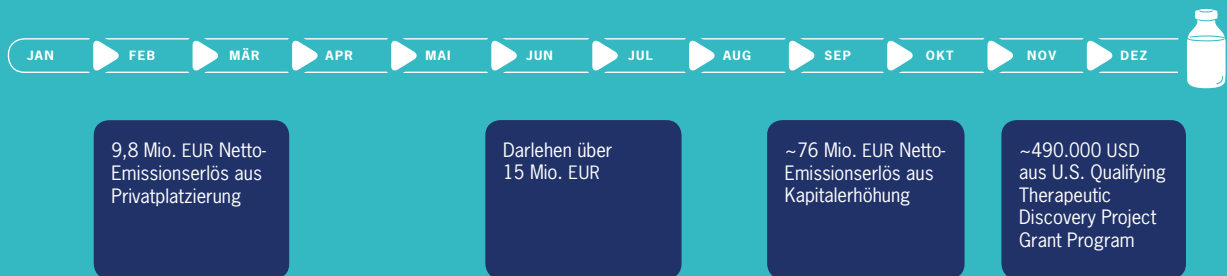 JAN FEB MÄR APR MAI JUN JUL AUG SEP OKT NOV DEZ
9,8 Mio. EUR Netto-
Emissionserlös aus
Privatplatzierung
Darlehen über
15 Mio. EUR
~76 Mio. EUR Netto-
Emissionserlös aus
Kapitalerhöhung
~490.000 USD
aus U.S. Qualifying
Therapeutic
Discovery Project
Grant Program